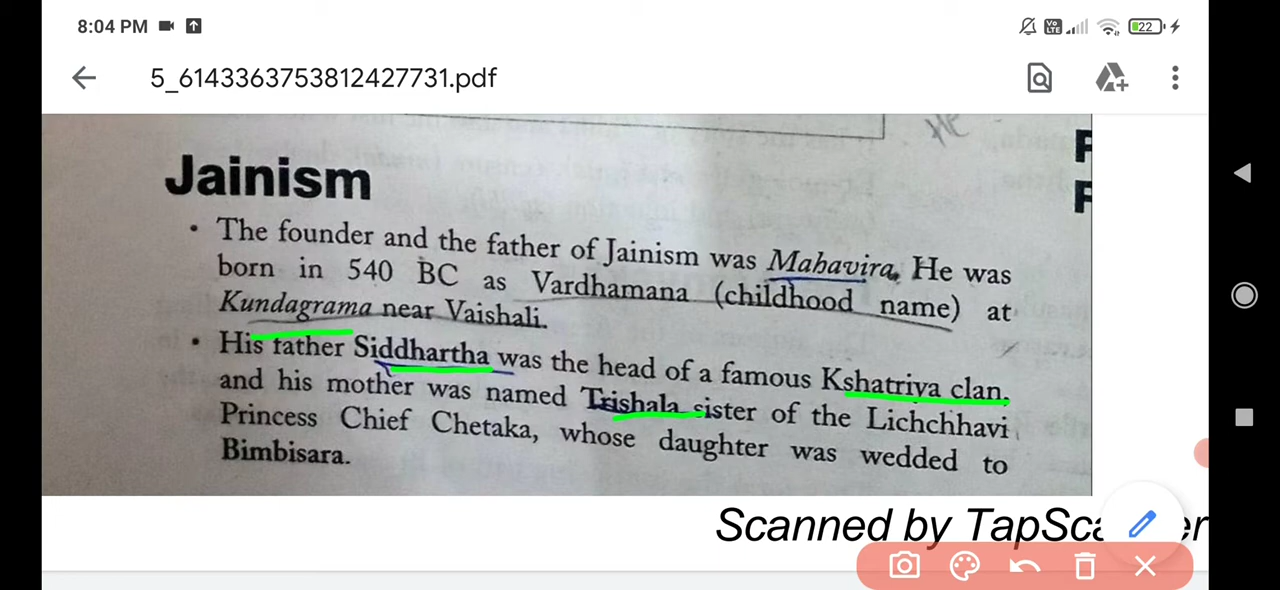 8:04 PM
22
5_6143363753812427731.pdf
He
F
F
Jainism
• The founder and the father of Jainism was Mahavira. He was
born in 540 BC as Vardhamana (childhood name) at
Kundagrama near Vaishali.
• His father Siddhartha was the head of a famous Kshatriya clan,
and his mother was named Trishala sister of the Lichchhavi
Princess Chief Chetaka, whose daughter was wedded to
Bimbisara.
Scanned by